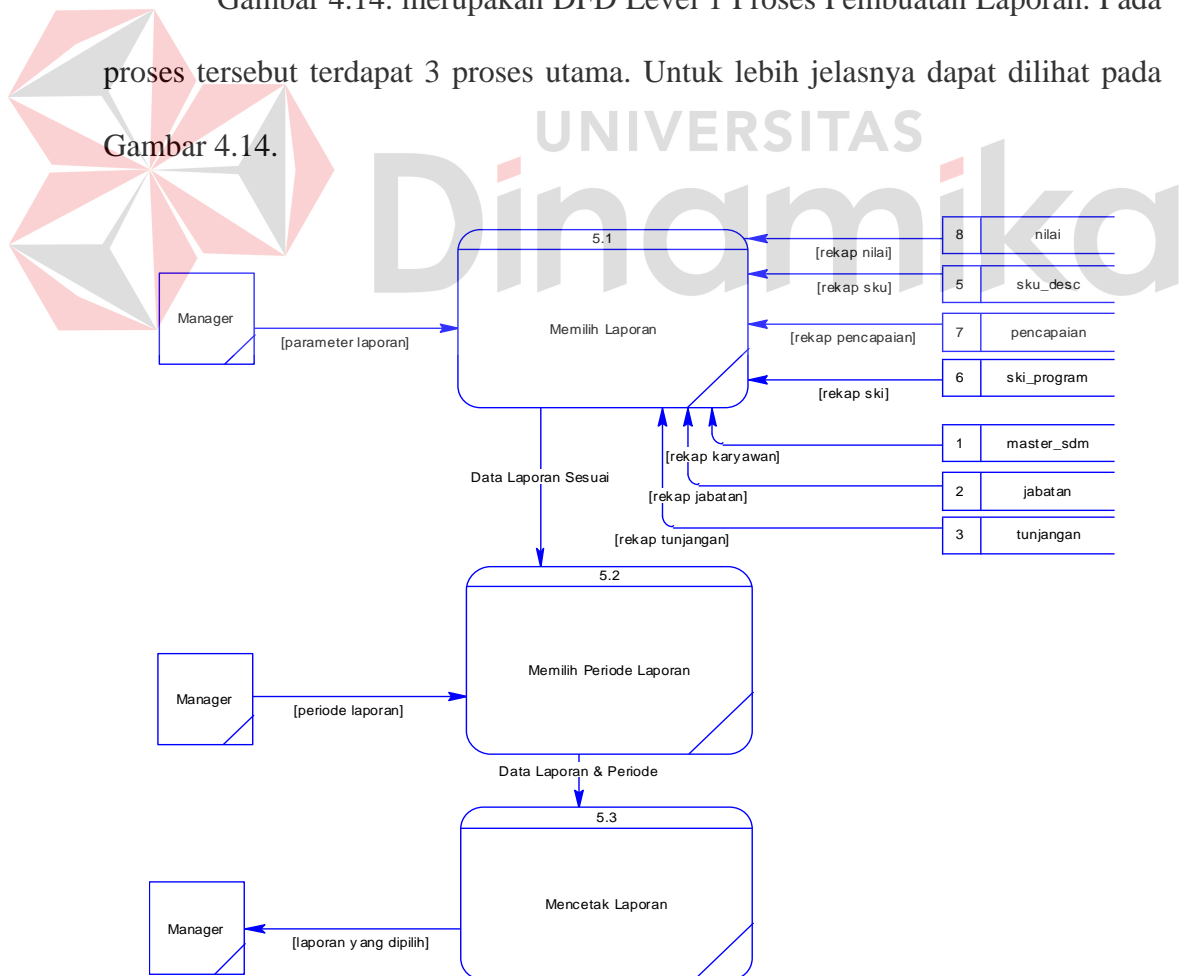 Gambar 4.14. merupakan DFD Level 1 Proses Pembuatan Laporan. Pada
proses tersebut terdapat 3 proses utama. Untuk lebih jelasnya dapat dilihat pada
Gambar 4.14.
UNIVERSITAS
Dinamika
5.1
Memilih Laporan
Manager
[parameter laporan]
[rekap nilai]
8 nilai
[rekap sku]
5 sku_desc
[rekap pencapaian]
7 pencapaian
[rekap ski]
6 ski_program
[rekap karyawan]
1 master_sdm
[rekap jabatan]
2 jabatan
[rekap tunjangan]
3 tunjangan
Data Laporan Sesuai
5.2
Memilih Periode Laporan
Manager
[periode laporan]
Data Laporan & Periode
5.3
Mencetak Laporan
Manager
[laporan yang dipilih]